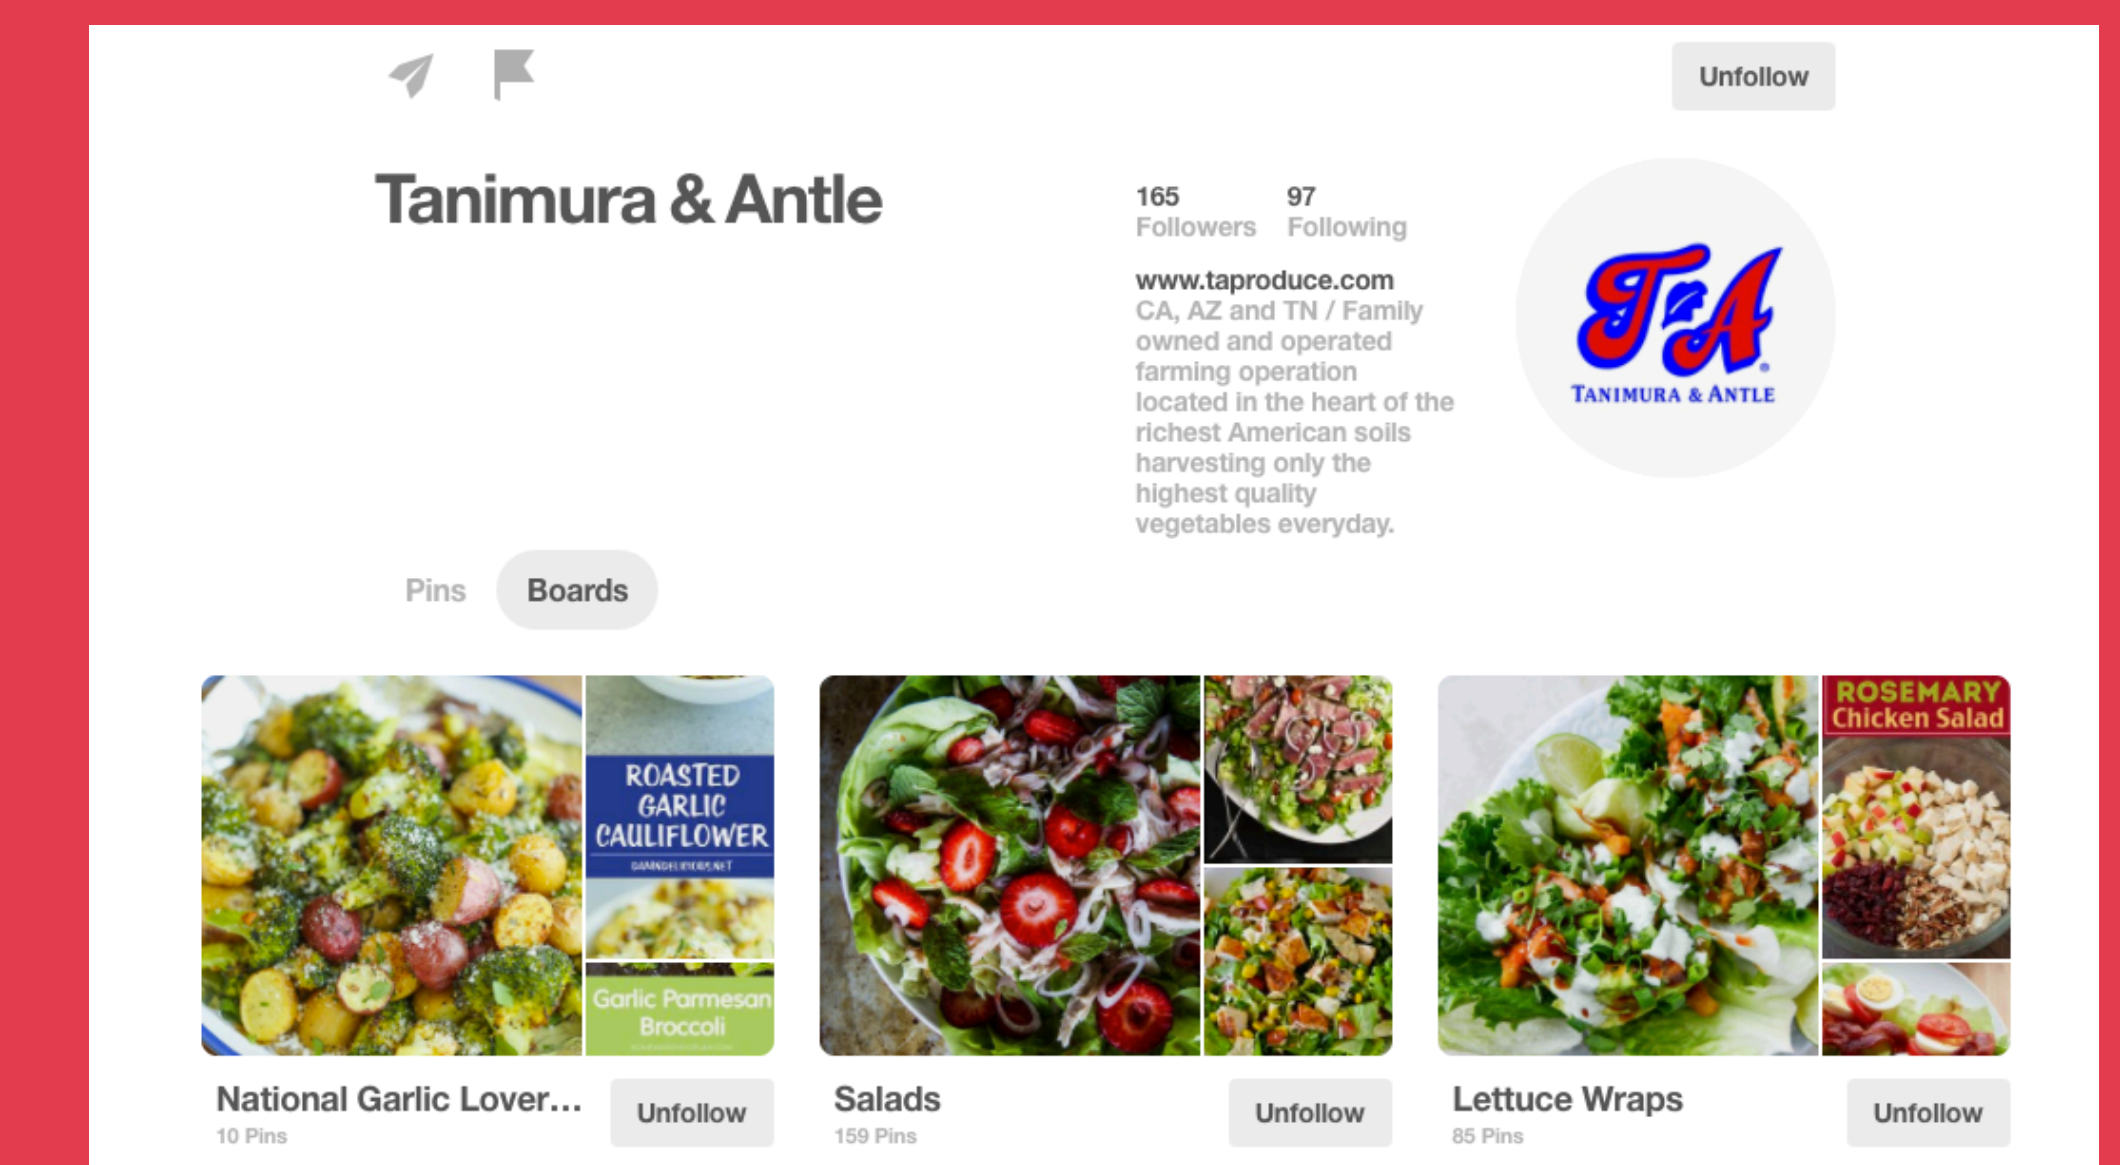 Unfollow
Tanimura & Antle
165 Followers
97 Following
www.taproduce.com
CA, AZ and TN / Family
owned and operated
farming operation
located in the heart of the
richest American soils
harvesting only the
highest quality
vegetables everyday.
T&A®
TANIMURA & ANTLE
Pins
Boards
ROASTED
GARLIC
CAULIFLOWER
Garlic Parmesan
Broccoli
ROSEMARY
Chicken Salad
National Garlic Lover...
10 Pins
Unfollow
Salads
159 Pins
Unfollow
Lettuce Wraps
85 Pins
Unfollow